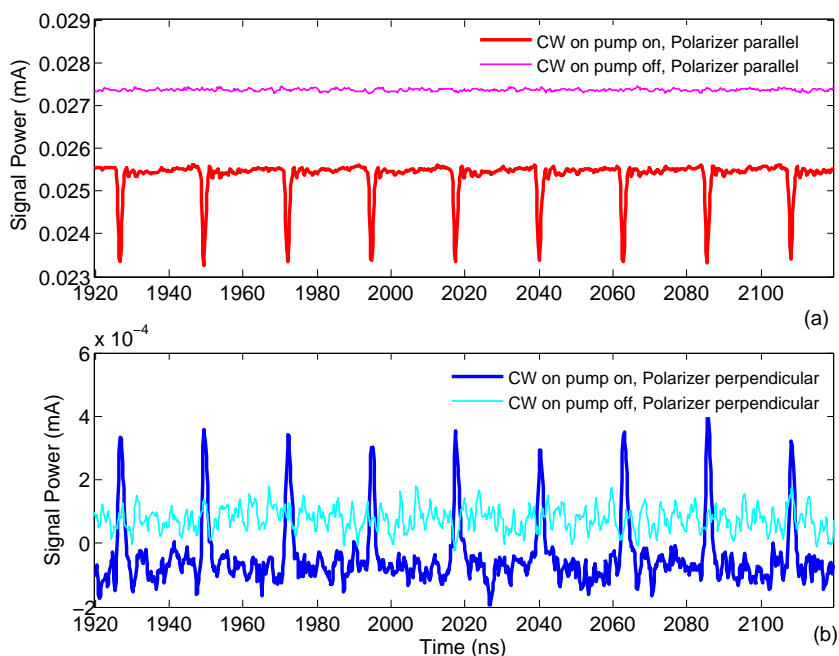 0.029
0.028
0.027
0.026
0.025
0.024
0.023
Signal Power (mA)
CW on pump on, Polarizer parallel
CW on pump off, Polarizer parallel
1920 1940 1960 1980 2000 2020 2040 2060 2080 2100
(a)
x 10⁻⁴
6
4
2
0
−2
Signal Power (mA)
CW on pump on, Polarizer perpendicular
CW on pump off, Polarizer perpendicular
1920 1940 1960 1980 2000 2020 2040 2060 2080 2100
Time (ns)
(b)